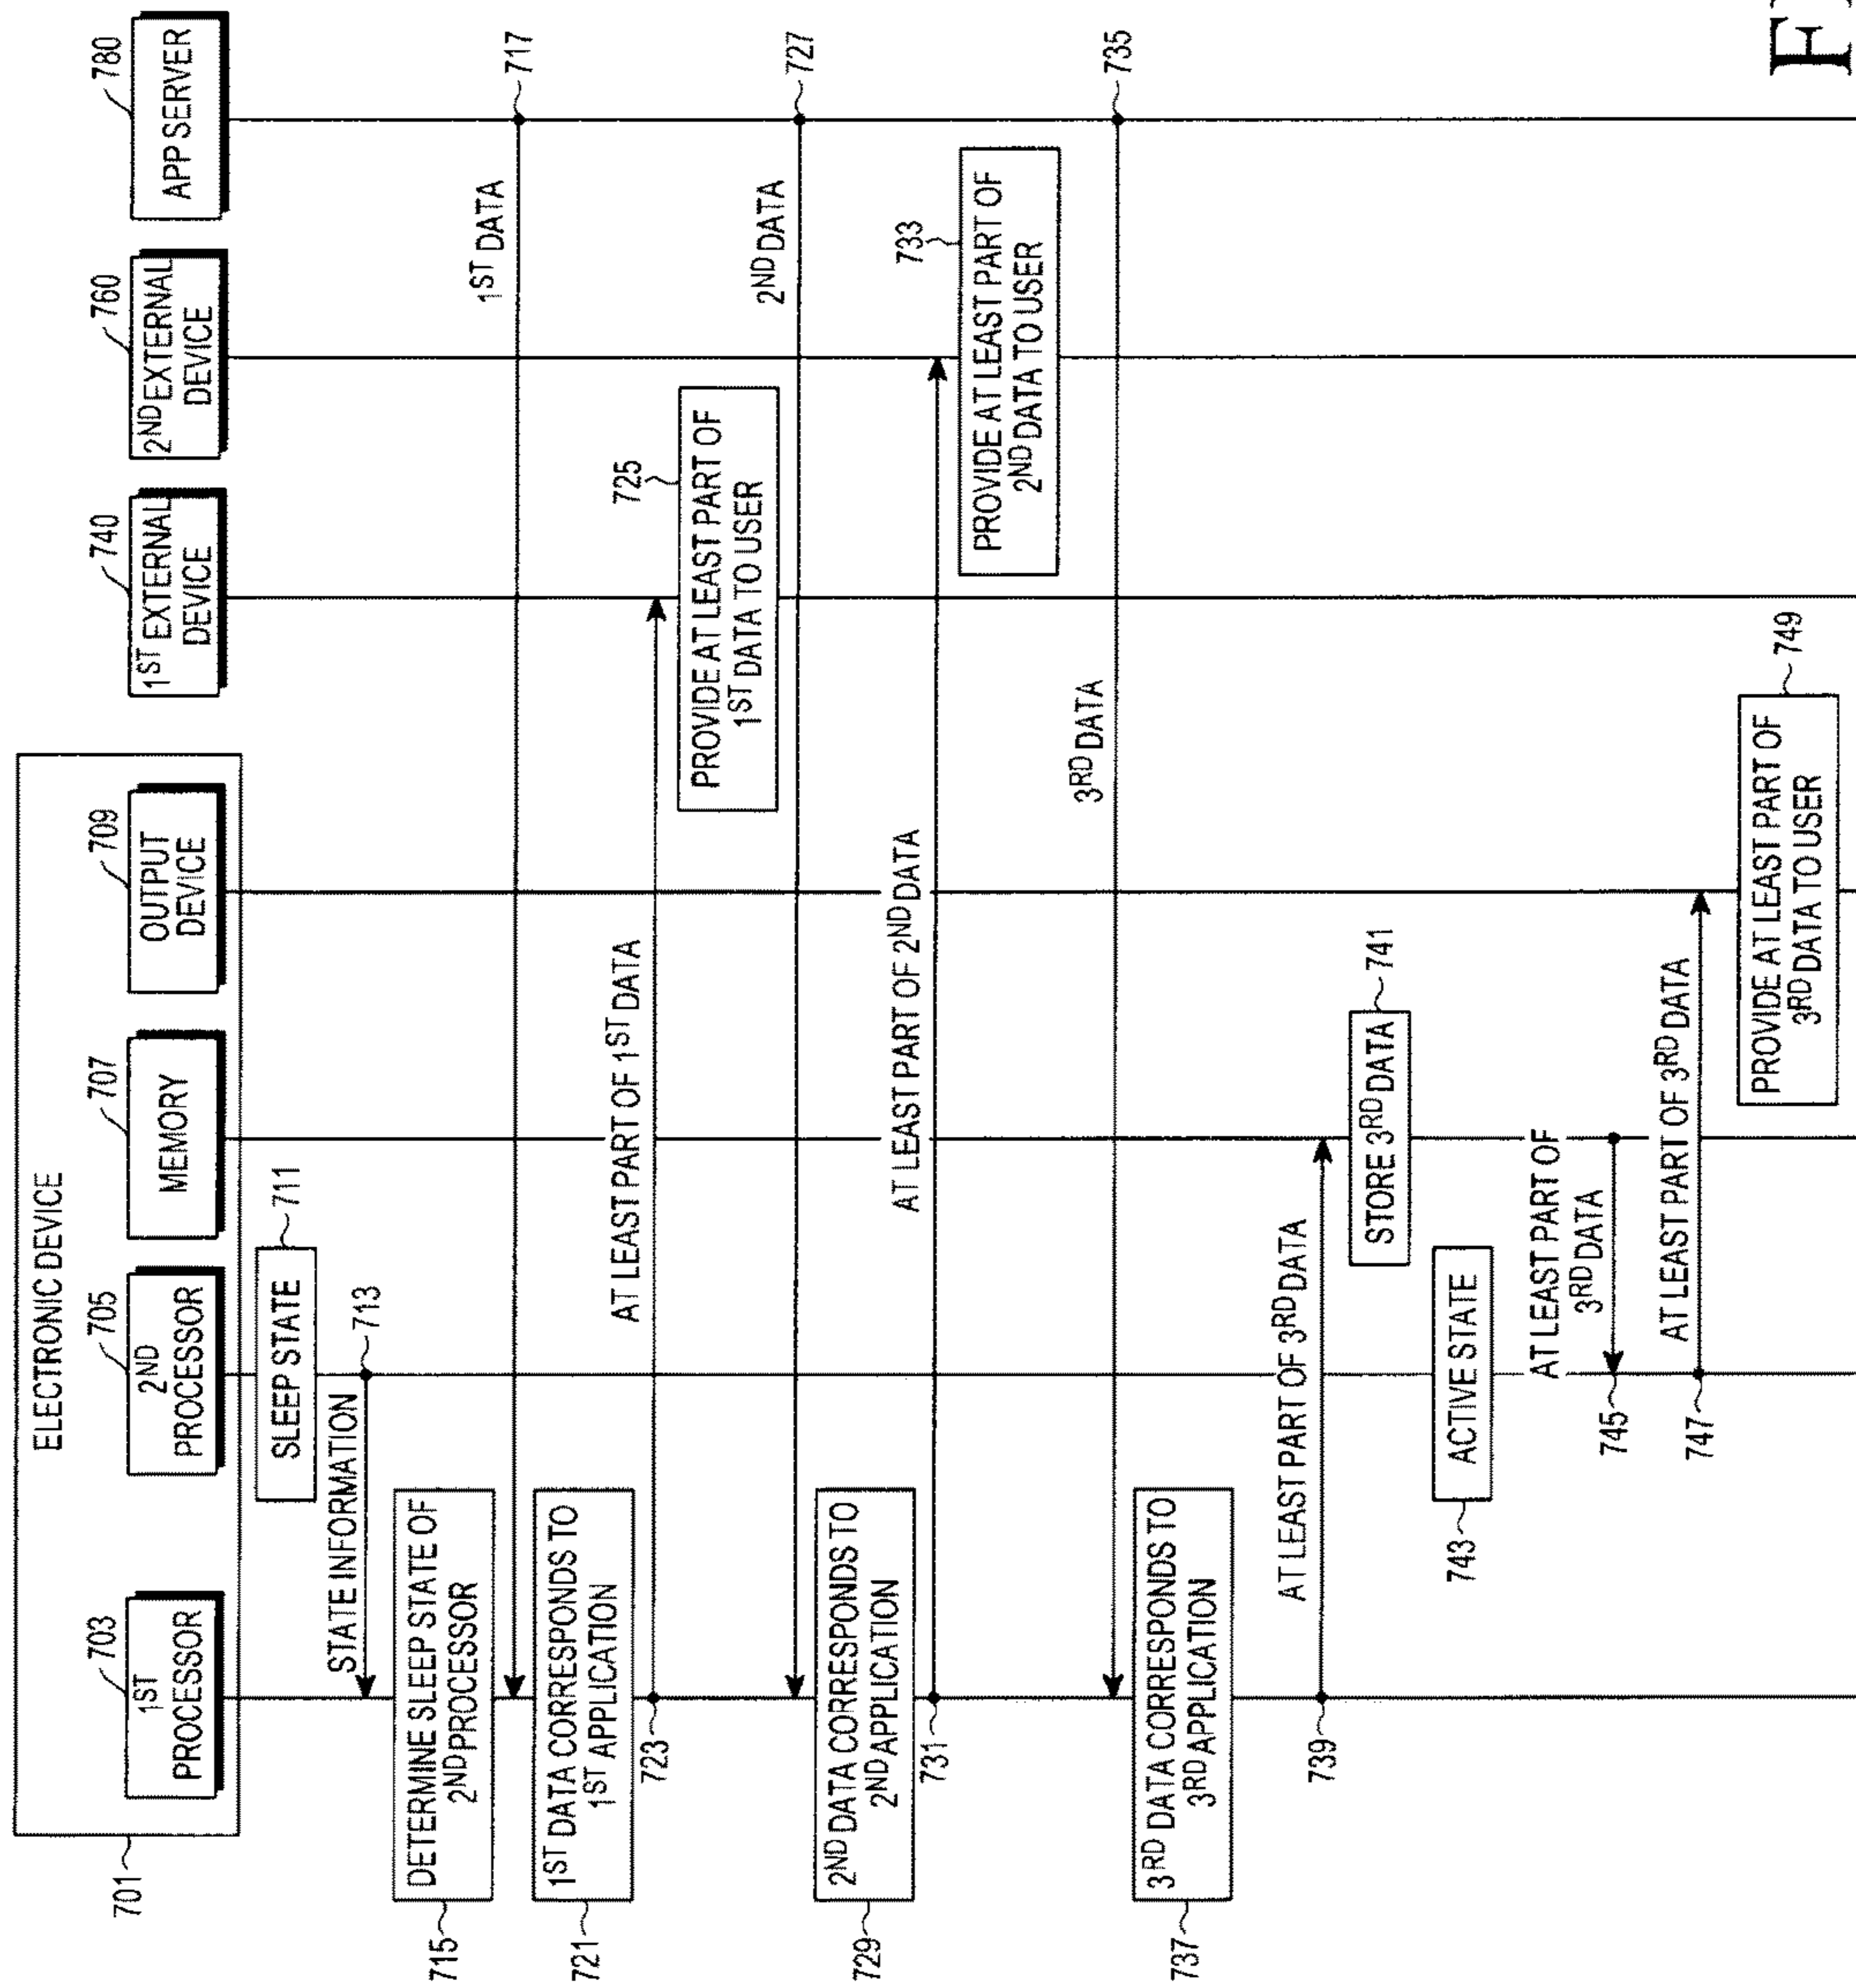 ELECTRONIC DEVICE
701
703
1ST
PROCESSOR
705
2ND
PROCESSOR
707
MEMORY
709
OUTPUT
DEVICE
740
1ST EXTERNAL
DEVICE
760
2ND EXTERNAL
DEVICE
780
APP SERVER
SLEEP STATE
711
STATE INFORMATION
713
DETERMINE SLEEP STATE OF
2ND PROCESSOR
715
1ST DATA
717
1ST DATA CORRESPONDS TO
1ST APPLICATION
721
AT LEAST PART OF 1ST DATA
723
725
PROVIDE AT LEAST PART OF
1ST DATA TO USER
2ND DATA
727
2ND DATA CORRESPONDS TO
2ND APPLICATION
729
AT LEAST PART OF 2ND DATA
731
733
PROVIDE AT LEAST PART OF
2ND DATA TO USER
3RD DATA
735
3RD DATA CORRESPONDS TO
3RD APPLICATION
737
AT LEAST PART OF 3RD DATA
739
STORE 3RD DATA
741
ACTIVE STATE
743
AT LEAST PART OF
3RD DATA
745
AT LEAST PART OF 3RD DATA
747
PROVIDE AT LEAST PART OF
3RD DATA TO USER
749